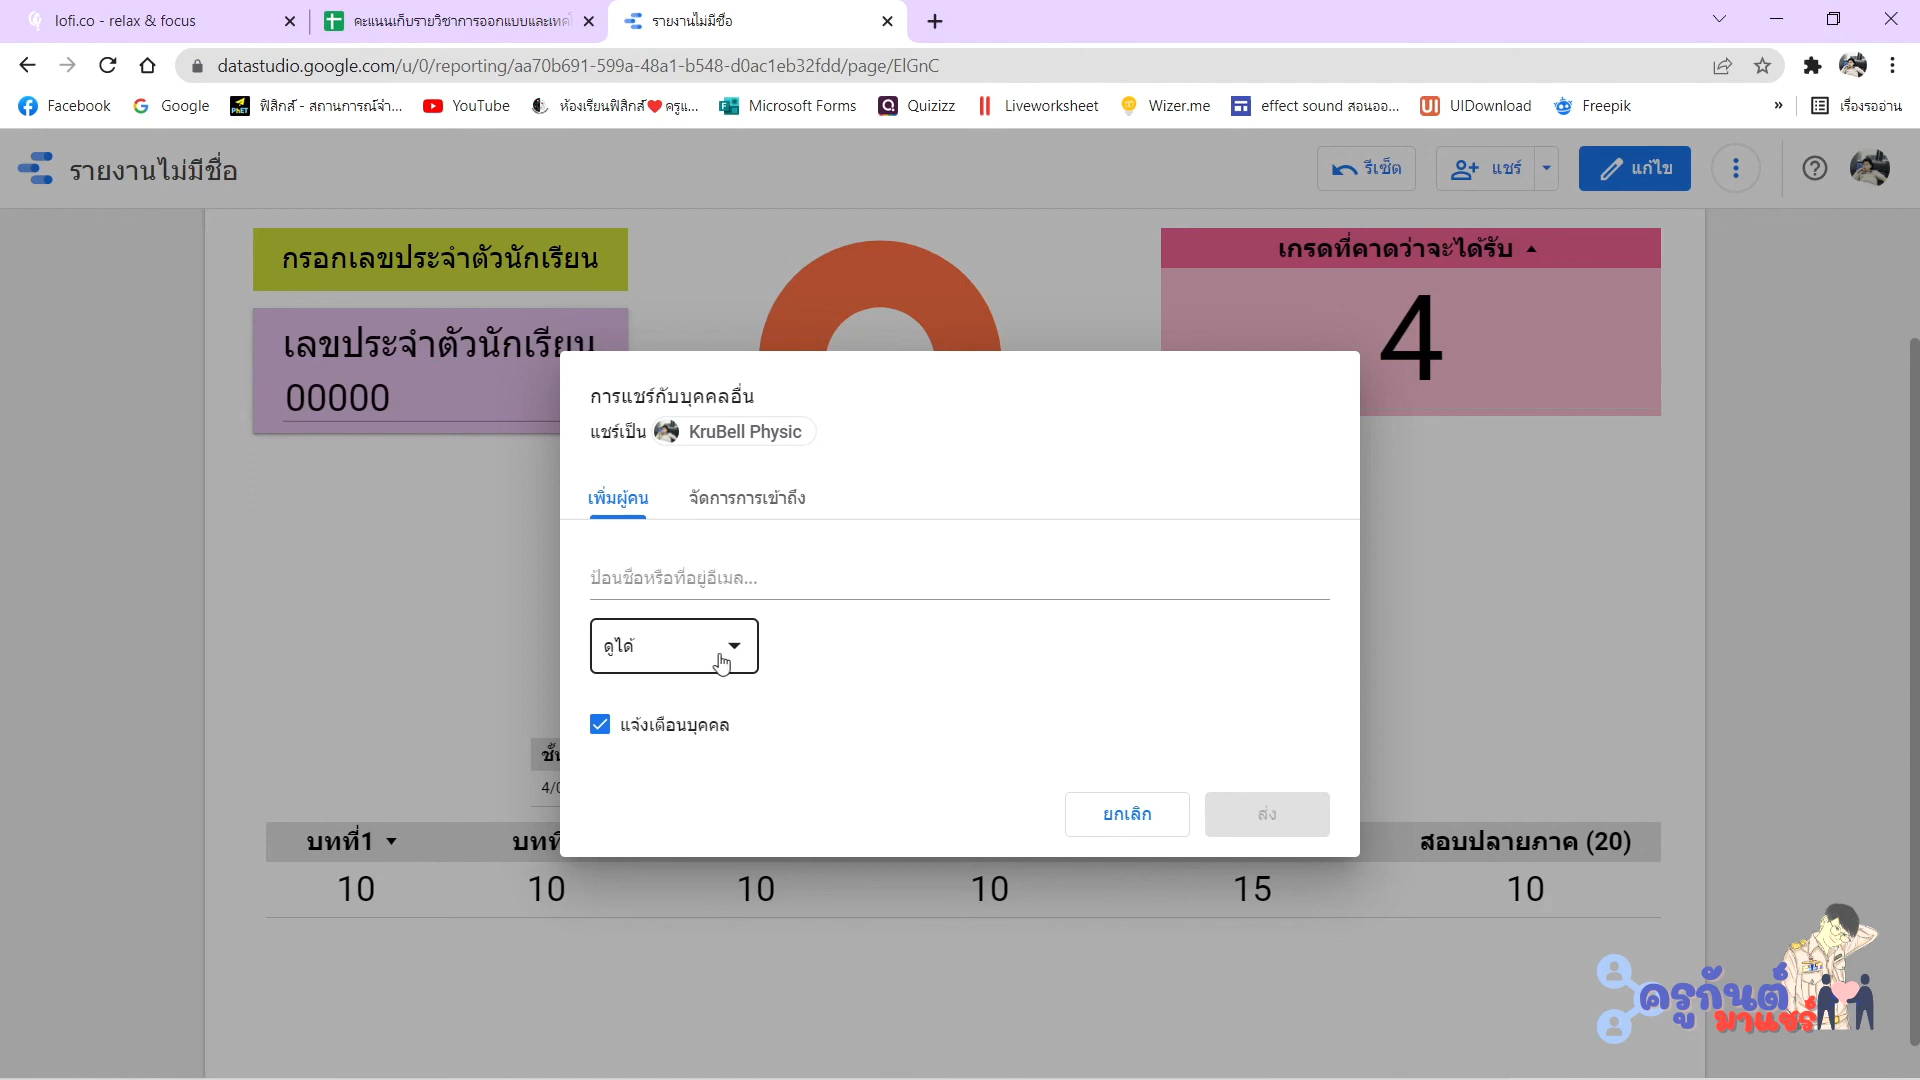 lofi.co - relax & focus
คะแนนเก็บรายวิชาการออกแบบและเทคโ
รายงานไม่มีชื่อ
datastudio.google.com/u/0/reporting/aa70b691-599a-48a1-b548-d0ac1eb32fdd/page/ElGnC
Facebook
Google
ฟิสิกส์ - สถานการณ์จำ...
YouTube
ห้องเรียนฟิสิกส์❤ครูแ...
Microsoft Forms
Quizizz
Liveworksheet
Wizer.me
effect sound สอนออ...
UIDownload
Freepik
»
เรื่องรออ่าน
รายงานไม่มีชื่อ
รีเซ็ต
แชร์
แก้ไข
กรอกเลขประจำตัวนักเรียน
เกรดที่คาดว่าจะได้รับ
4
เลขประจำตัวนักเรียน
00000
การแชร์กับบุคคลอื่น
แชร์เป็น KruBell Physic
เพิ่มผู้คน
จัดการการเข้าถึง
ป้อนชื่อหรือที่อยู่อีเมล...
ดูได้
แจ้งเตือนบุคคล
ยกเลิก
ส่ง
4/0
บทที่1
สอบปลายภาค (20)
10
10
10
10
15
10
ครูกันต์
มาแชร์